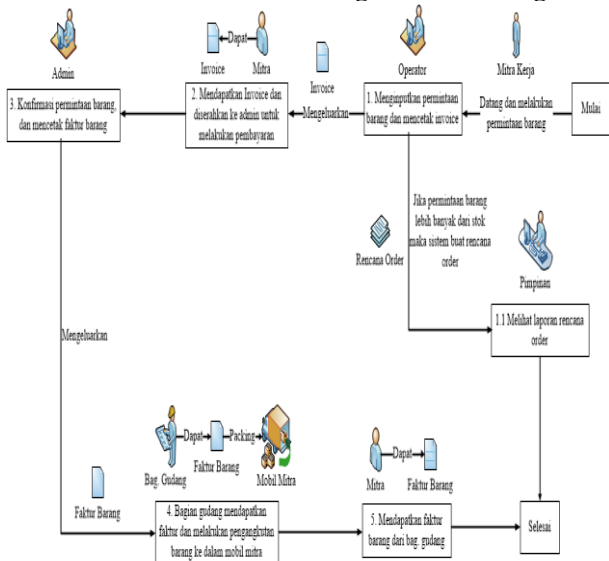 Admin
Invoice
Dapat
Mitra
Invoice
Operator
Mitra Kerja
3. Konfirmasi permintaan barang,
dan mencetak faktur barang
2. Mendapatkan Invoice dan
diserahkan ke admin untuk
melakukan pembayaran
Mengeluarkan
1. Menginputkan permintaan
barang dan mencetak invoice
Datang dan melakukan
permintaan barang
Mulai
Jika permintaan barang
lebih banyak dari stok
maka sistem buat rencana
order
Rencana Order
Pimpinan
1.1 Melihat laporan rencana
order
Mengeluarkan
Bag. Gudang
Dapat
Faktur Barang
Packing
Mobil Mitra
Mitra
Dapat
Faktur Barang
Faktur Barang
4. Bagian gudang mendapatkan
faktur dan melakukan pengangkutan
barang ke dalam mobil mitra
5. Mendapatkan faktur
barang dari bag. gudang
Selesai